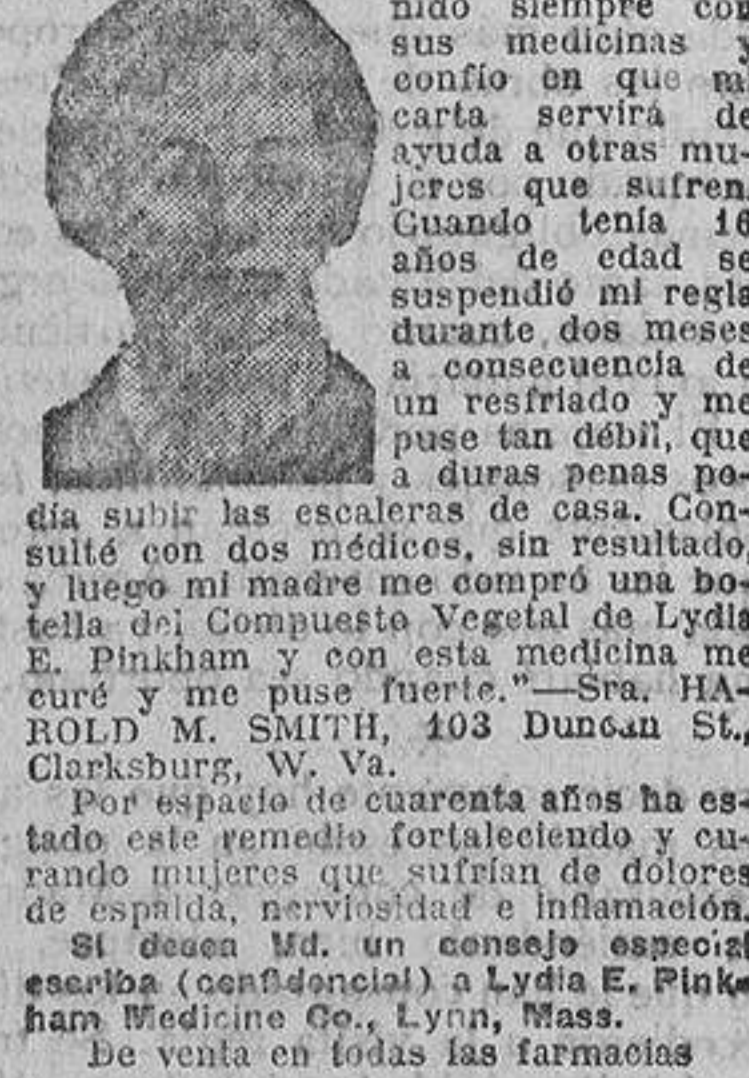 nido siempre con
sus medicinas y
confío en que mi
carta servirá de
ayuda a otras mu-
jeres que sufren.
Cuando tenía 16
años de edad se
suspendió mi regla
durante dos meses
a consecuencia de
un resfriado y me
puse tan débil, que
a duras penas po-
día subir las escaleras de casa. Con-
sulté con dos médicos, sin resultado,
y luego mi madre me compró una bo-
tella del Compuesto Vegetal de Lydia
E. Pinkham y con esta medicina me
curé y me puse fuerte."—Sra. HA-
ROLD M. SMITH, 103 Duncan St.,
Clarksburg, W. Va.
Por espacio de cuarenta años ha es-
tado este remedio fortaleciendo y cu-
rando mujeres que sufrían de dolores
de espalda, nerviosidad e inflamación.
Si desea Ud. un consejo especial
escriba (confidencial) a Lydia E. Pink-
ham Medicine Co., Lynn, Mass.
De venta en todas las farmacias